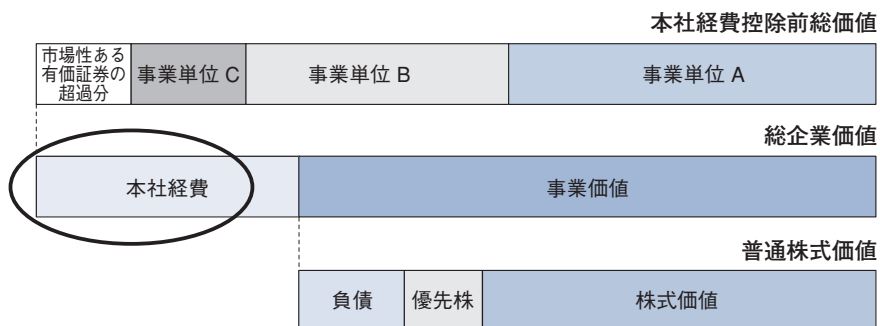 本社経費控除前総価値
市場性ある
有価証券の
超過分
事業単位 C
事業単位 B
事業単位 A
総企業価値
本社経費
事業価値
普通株式価値
負債
優先株
株式価値